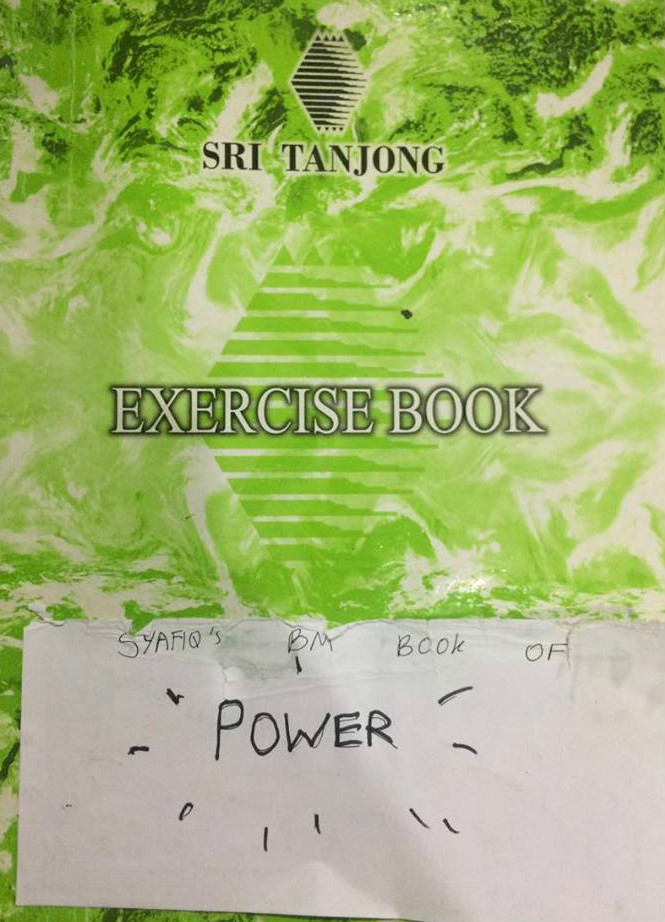 SRI TANJONG
EXERCISE BOOK
SYAFIQ's BM BOOk OF
POWER